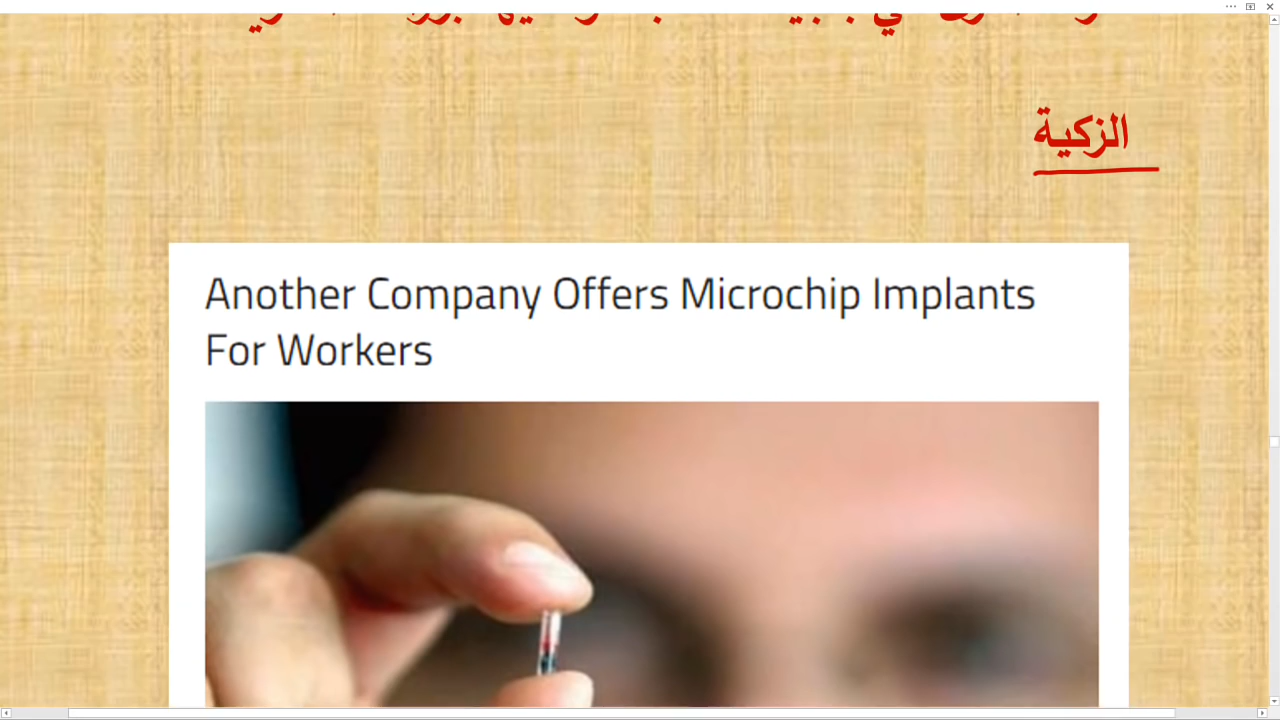 الزكية
Another Company Offers Microchip Implants
For Workers